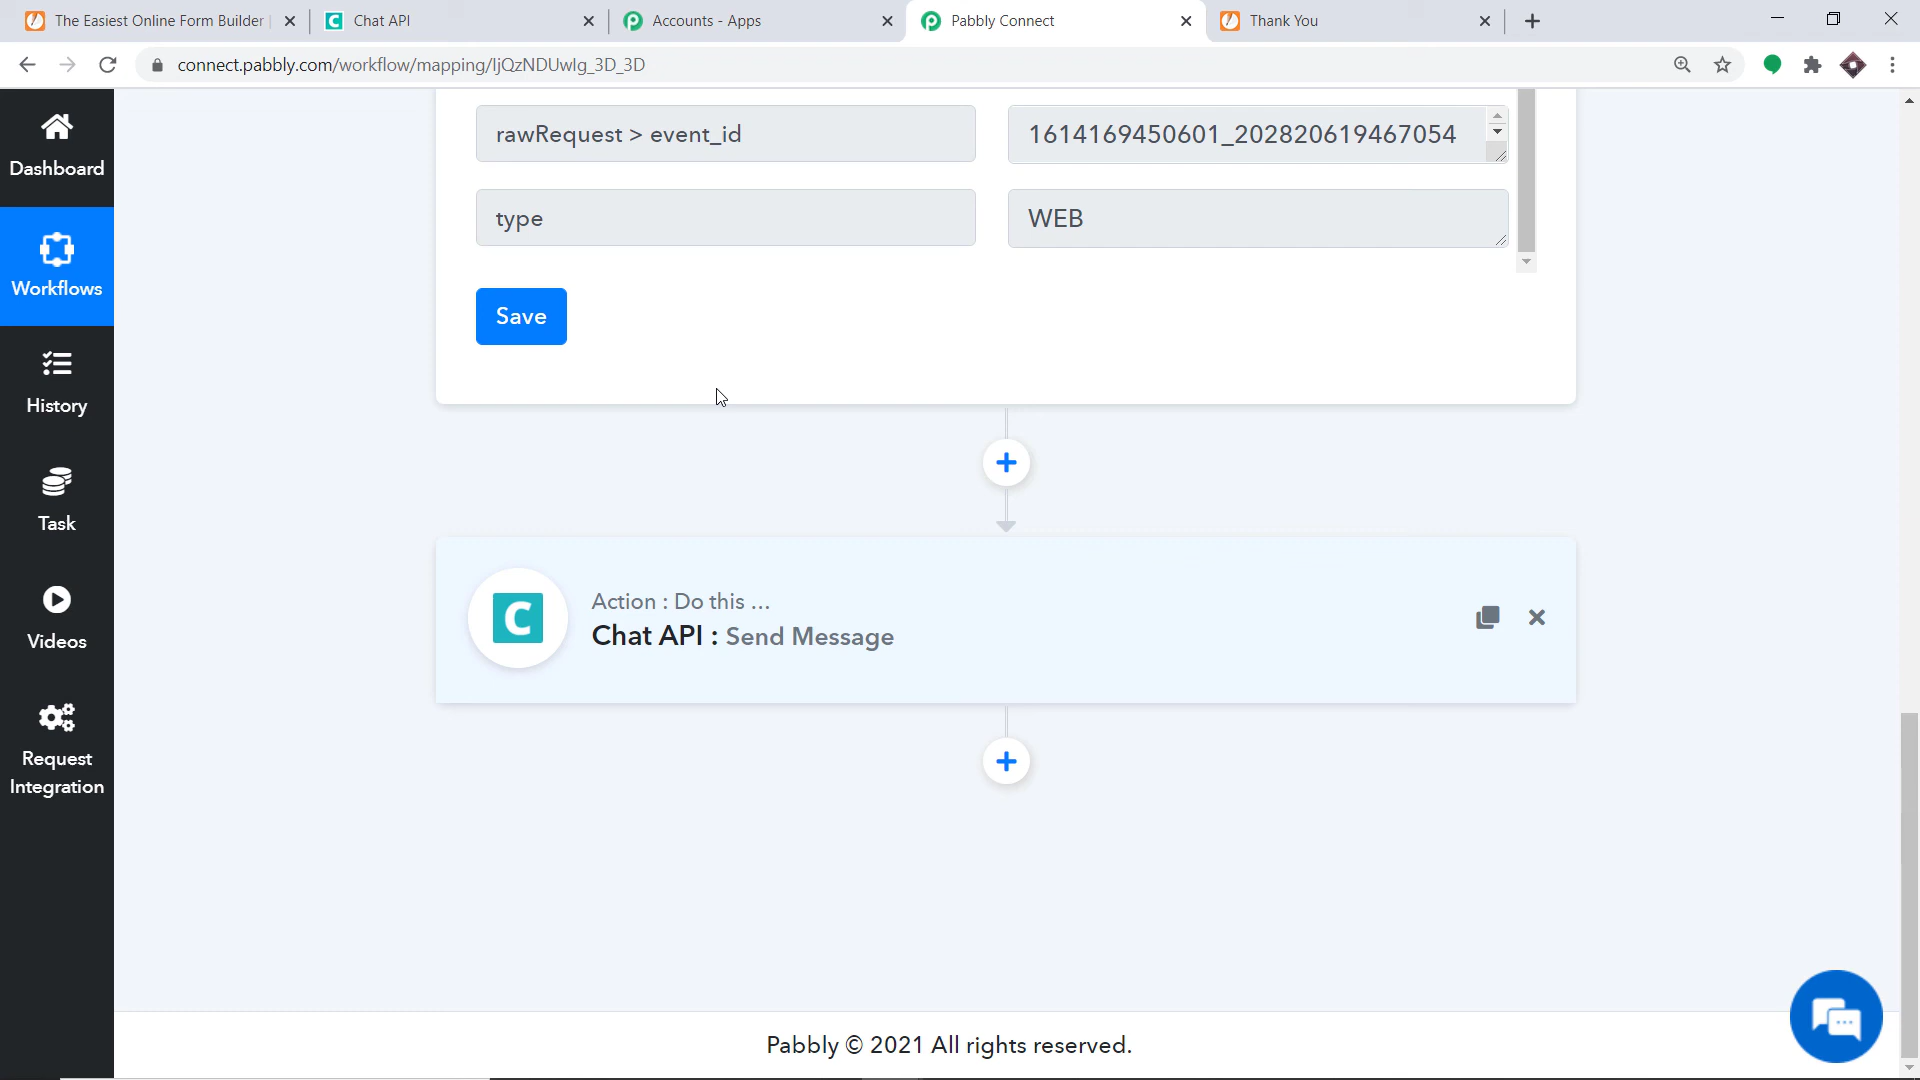 The Easiest Online Form Builder
Chat API
Accounts - Apps
Pabbly Connect
Thank You
connect.pabbly.com/workflow/mapping/IjQzNDUwIg_3D_3D
Dashboard
Workflows
History
Task
Videos
Request
Integration
rawRequest > event_id
1614169450601_202820619467054
type
WEB
Save
Action : Do this ...
C
Chat API : Send Message
Pabbly © 2021 All rights reserved.